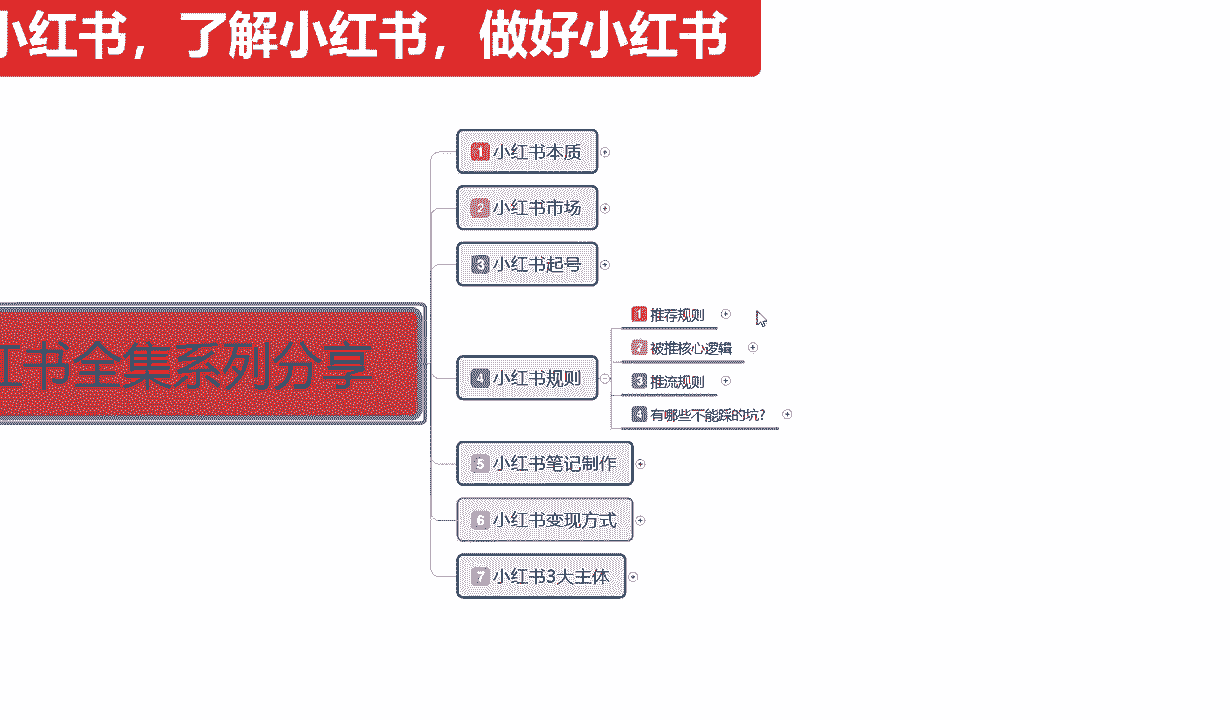 小红书，了解小红书，做好小红书
1 小红书本质
2 小红书市场
3 小红书起号
红书全集系列分享
4 小红书规则
1 推荐规则
2 被推核心逻辑
3 推流规则
4 有哪些不能踩的坑?
5 小红书笔记制作
6 小红书变现方式
7 小红书3大主体